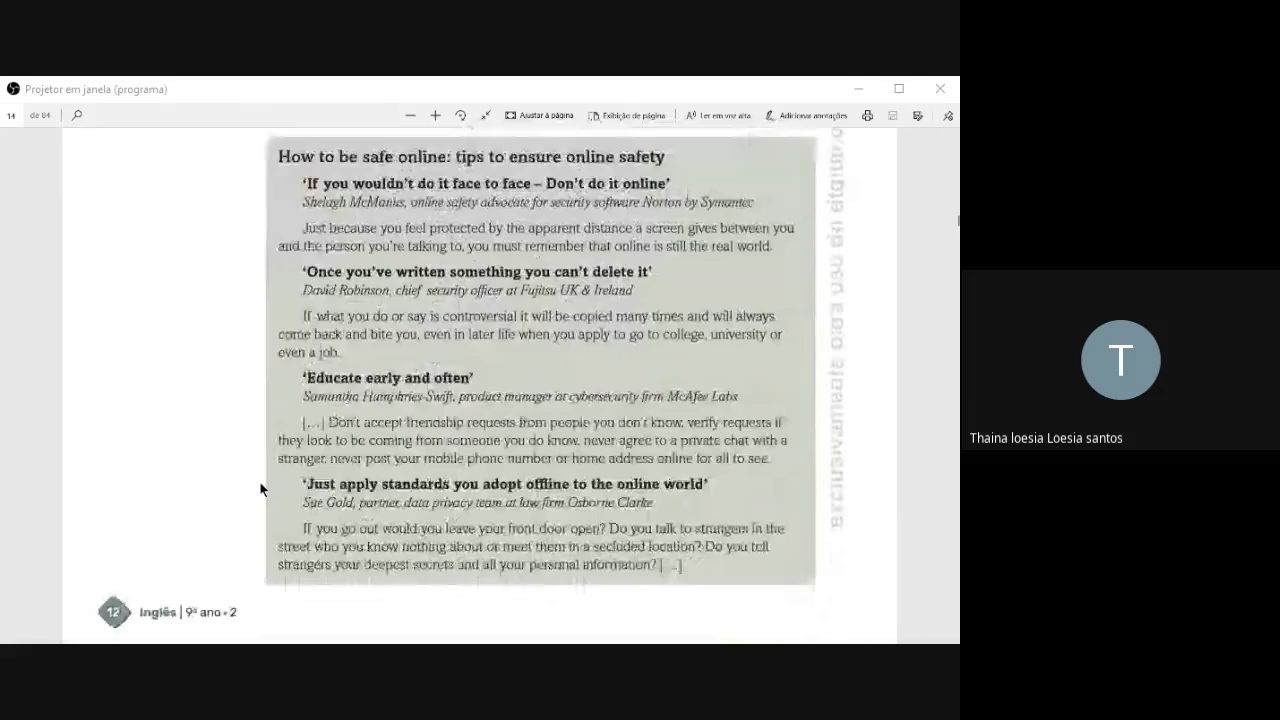 Projetor em janela (programa)
14 de 84 Ajustar à página Exibição de página Ler em voz alta Adicionar anotações
How to be safe online: tips to ensure online safety
‘If you wouldn’t do it face to face – Don’t do it online’
Shelagh McManus, online safety advocate for security software Norton by Symantec
Just because you feel protected by the apparent distance a screen gives between you
and the person you’re talking to, you must remember that online is still the real world.
‘Once you’ve written something you can’t delete it’
David Robinson, chief security officer at Fujitsu UK & Ireland
If what you do or say is controversial it will be copied many times and will always
come back and bite you, even in later life when you apply to go to college, university or
even a job.
‘Educate early and often’
Samantha Humphries-Swift, product manager at cybersecurity firm McAfee Labs
[...] Don’t accept friendship requests from people you don’t know, verify requests if
they look to be coming from someone you do know, never agree to a private chat with a
stranger, never post your mobile phone number or home address online for all to see.
‘Just apply standards you adopt offline to the online world’
Sue Gold, partner, data privacy team at law firm Osborne Clarke
If you go out would you leave your front door open? Do you talk to strangers in the
street who you know nothing about or meet them in a secluded location? Do you tell
strangers your deepest secrets and all your personal information? [...]
12 Inglês | 9º ano • 2
T
Thaina loesia Loesia santos